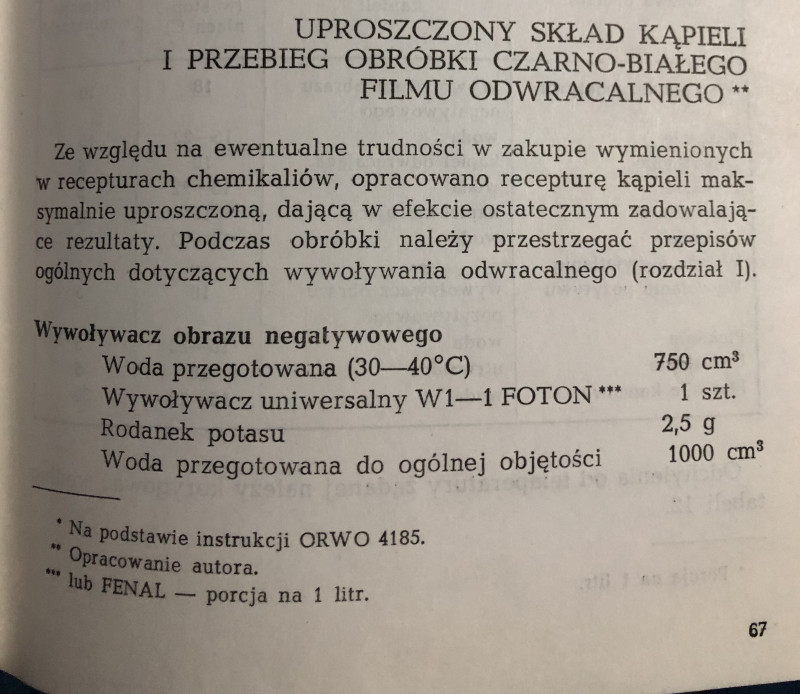 UPROSZCZONY SKŁAD KĄPIELI
I PRZEBIEG OBRÓBKI CZARNO-BIAŁEGO
FILMU ODWRACALNEGO **
Ze względu na ewentualne trudności w zakupie wymienionych
w recepturach chemikaliów, opracowano recepturę kąpieli mak-
symalnie uproszczoną, dającą w efekcie ostatecznym zadowalają-
ce rezultaty. Podczas obróbki należy przestrzegać przepisów
ogólnych dotyczących wywoływania odwracalnego (rozdział I).
Wywoływacz obrazu negatywowego
Woda przegotowana (30—40°C) 750 cm³
Wywoływacz uniwersalny W1—1 FOTON *** 1 szt.
Rodanek potasu 2,5 g
Woda przegotowana do ogólnej objętości 1000 cm³
* Na podstawie instrukcji ORWO 4185.
** Opracowanie autora.
*** lub FENAL — porcja na 1 litr.
67